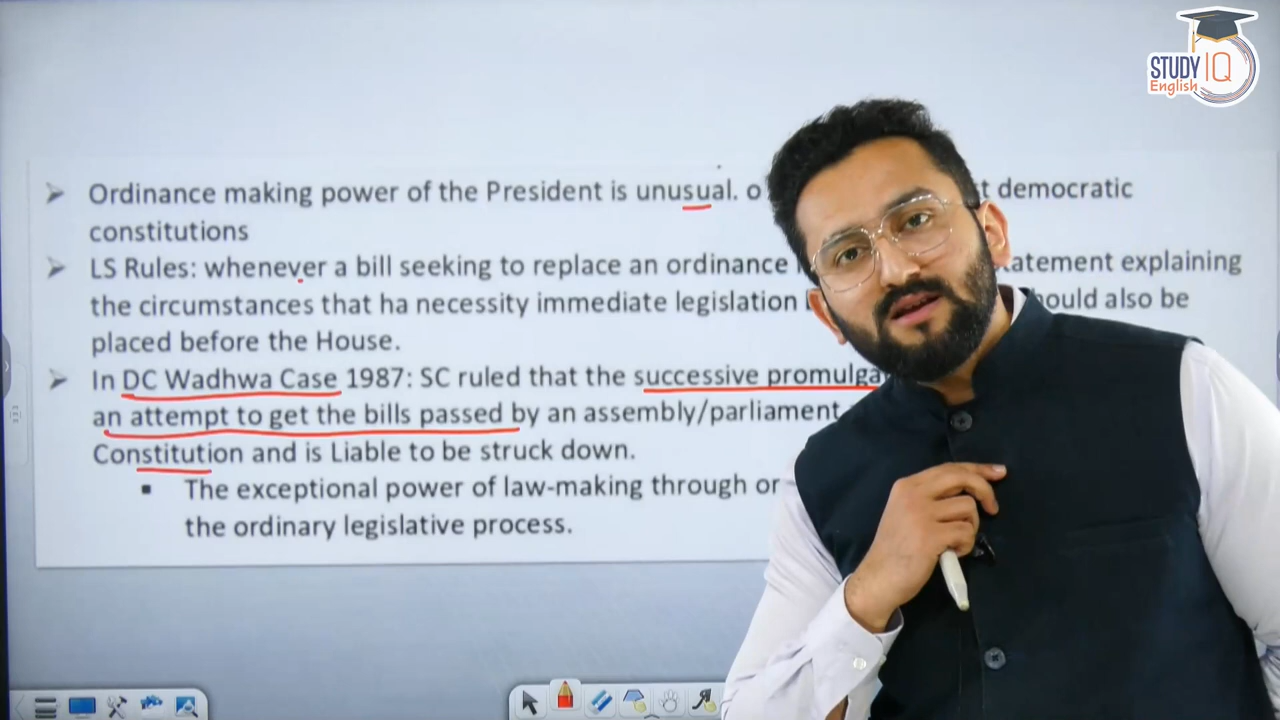 STUDY IQ
English
Ordinance making power of the President is unusual. democratic
constitutions
LS Rules: whenever a bill seeking to replace an ordinance explaining
the circumstances that ha necessity immediate legislation also be
placed before the House.
In DC Wadhwa Case 1987: SC ruled that the successive
an attempt to get the bills passed by an assembly/parliament
Constitution and is Liable to be struck down.
The exceptional power of law-making through
the ordinary legislative process.